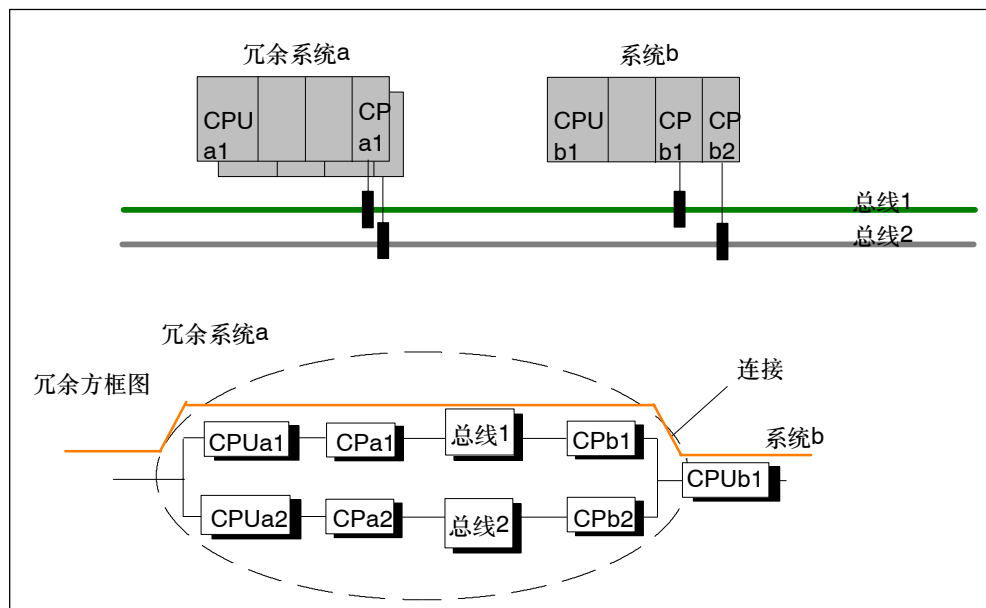 冗余系统a
系统b
CPU
a1
CP
a1
CPU
b1
CP
b1
CP
b2
总线1
总线2
冗余系统a
冗余方框图
连接
系统b
CPUa1
CPa1
总线1
CPb1
CPUb1
CPUa2
CPa2
总线2
CPb2